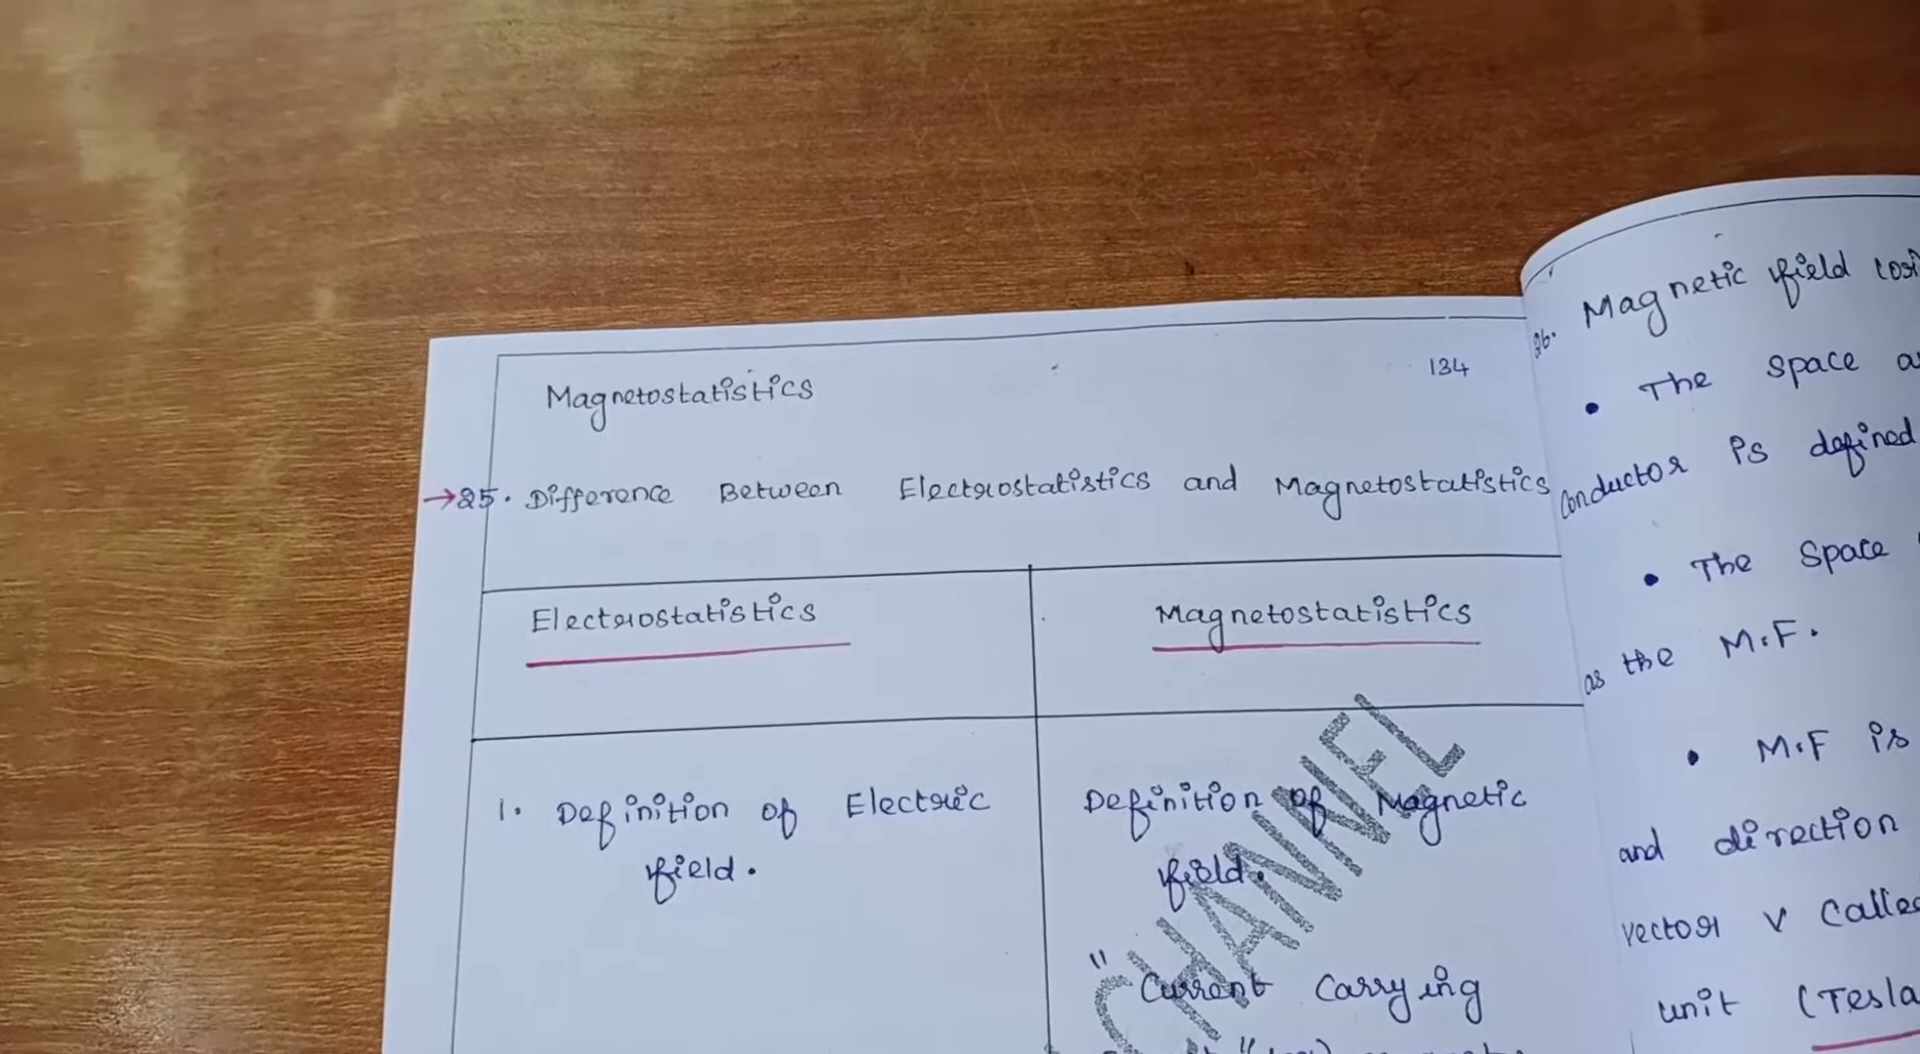 Magnetostatistics
134
→25. Difference Between Electrostatistics and Magnetostatistics
Electrostatistics
Magnetostatistics
1. Definition of Electric
field.
Definition of Magnetic
field.
"Current Carrying
CHANNEL
26. Magnetic field
• The space
conductor is defined
• The Space
as the M.F.
• M.F is
and direction
vector
unit (Tesla